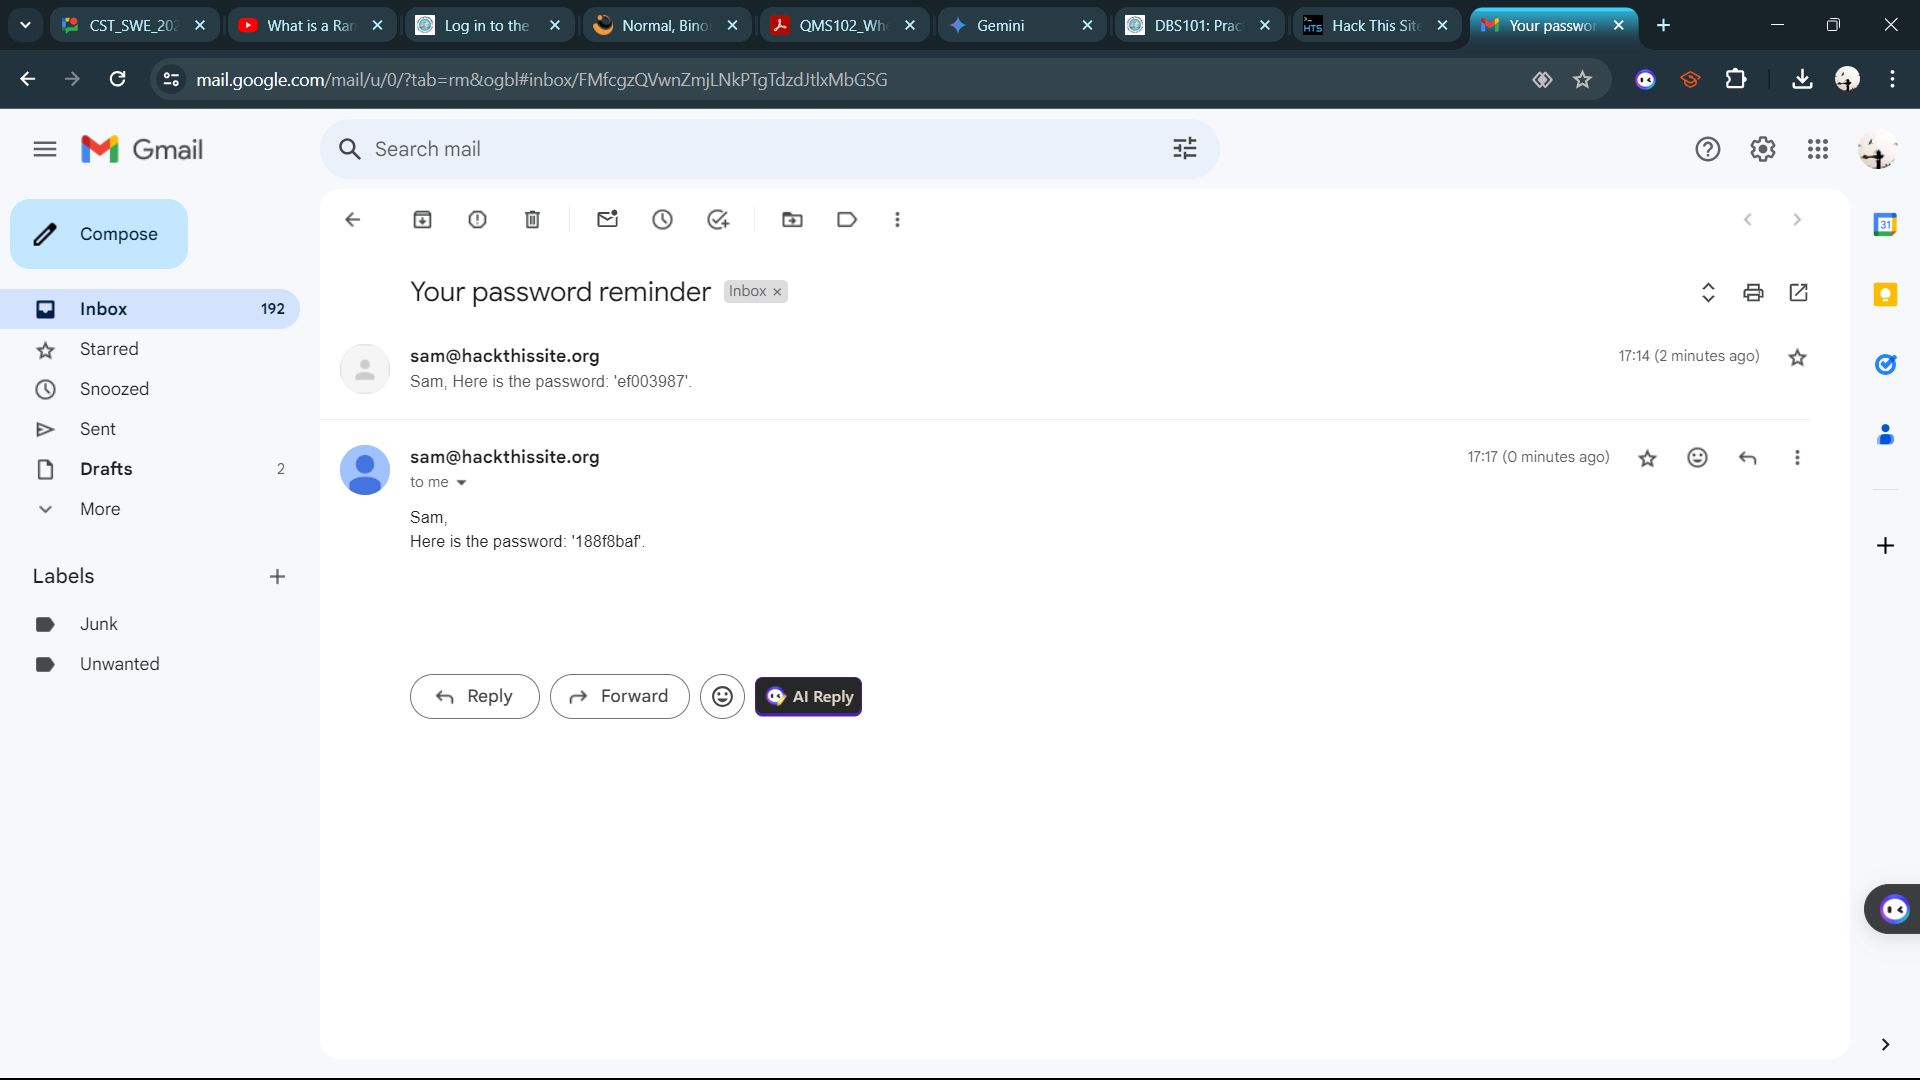 CST_SWE_202
What is a Ran
Log in to the
Normal, Bino
QMS102_Whe
Gemini
DBS101: Prac
HTS
Hack This Site
Your passwor
mail.google.com/mail/u/0/?tab=rm&ogbl#inbox/FMfcgzQVwnZmjLNkPTgTdzdJtlxMbGSG
Gmail
Search mail
Compose
Inbox 192
Starred
Snoozed
Sent
Drafts 2
More
Labels
Junk
Unwanted
Your password reminder Inbox ×
sam@hackthissite.org 17:14 (2 minutes ago)
Sam, Here is the password: 'ef003987'.
sam@hackthissite.org 17:17 (0 minutes ago)
to me
Sam,
Here is the password: '188f8baf'.
Reply
Forward
AI Reply
31